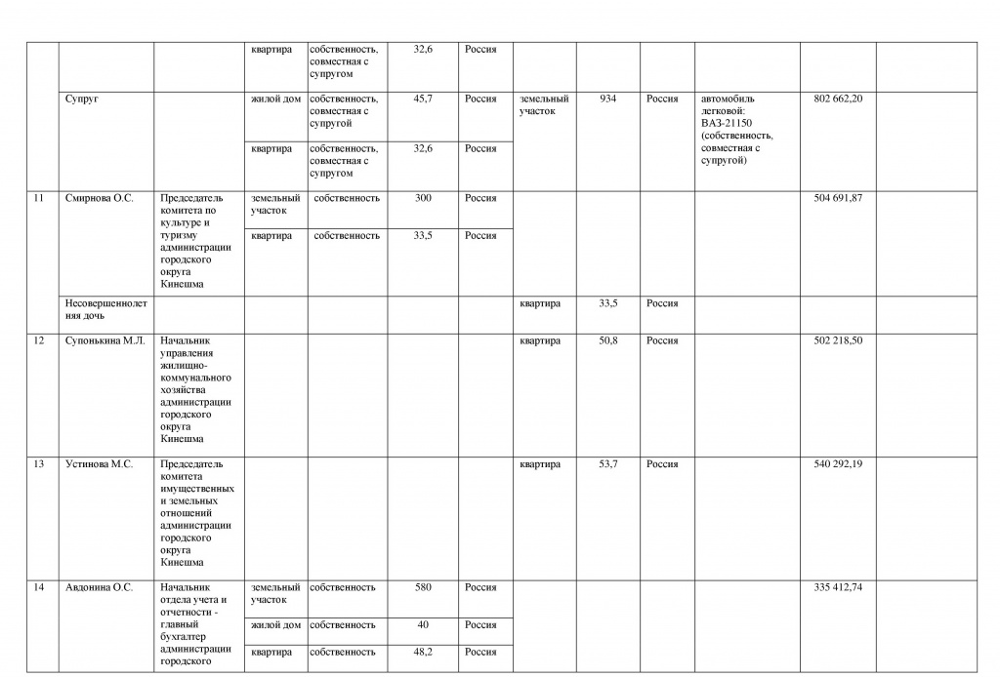 квартира собственность, 32,6 Россия
совместная с
супругом
Супруг жилой дом собственность, 45,7 Россия земельный 934 Россия автомобиль 802 662,20
совместная с участок легковой:
супругой ВАЗ-21150
(собственность,
квартира собственность, 32,6 Россия совместная с
совместная с супругой)
супругом
11 Смирнова О.С. Председатель земельный собственность 300 Россия 504 691,87
комитета по участок
культуре и
туризму квартира собственность 33,5 Россия
администрации
городского
округа
Кинешма
Несовершеннолет квартира 33,5 Россия
няя дочь
12 Супонькина М.Л. Начальник квартира 50,8 Россия 502 218,50
управления
жилищно-
коммунального
хозяйства
администрации
городского
округа
Кинешма
13 Устинова М.С. Председатель квартира 53,7 Россия 540 292,19
комитета
имущественных
и земельных
отношений
администрации
городского
округа
Кинешма
14 Авдонина О.С. Начальник земельный собственность 580 Россия 335 412,74
отдела учета и участок
отчетности -
главный жилой дом собственность 40 Россия
бухгалтер
администрации квартира собственность 48,2 Россия
городского